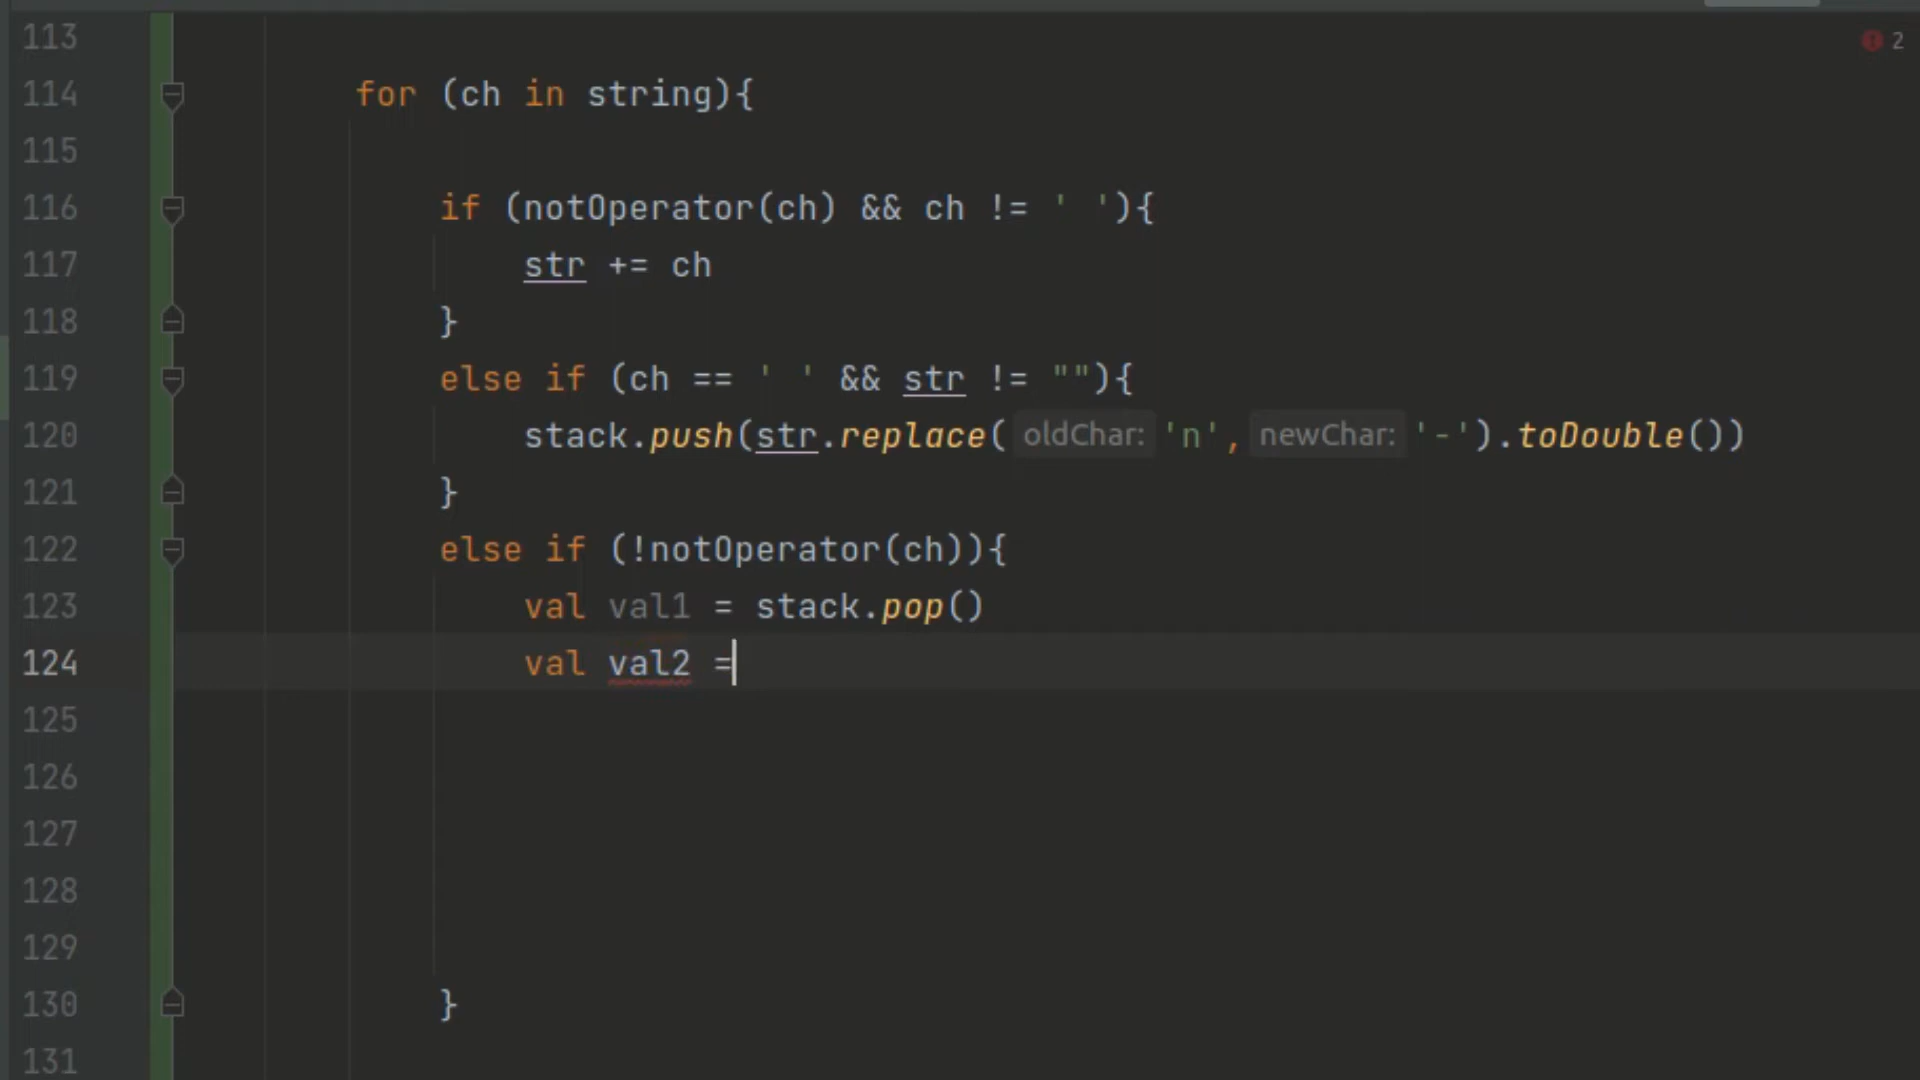 2
113
114 for (ch in string){
115
116 if (notOperator(ch) && ch != ' '){
117 str += ch
118 }
119 else if (ch == ' ' && str != ""){
120 stack.push(str.replace( oldChar: 'n', newChar: '-').toDouble())
121 }
122 else if (!notOperator(ch)){
123 val val1 = stack.pop()
124 val val2 =
125
126
127
128
129
130 }
131